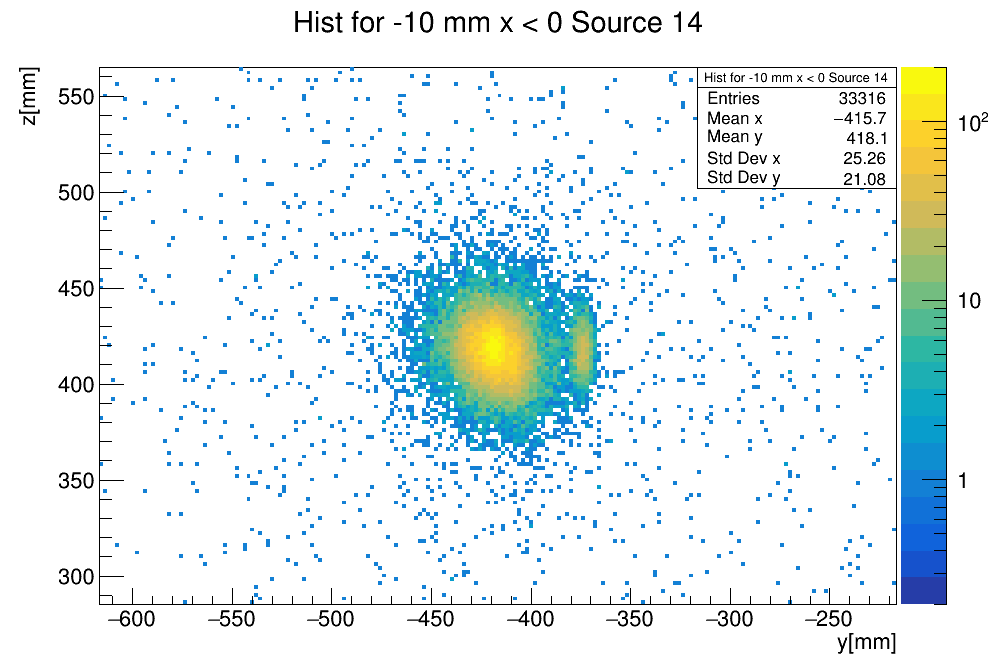 Hist for -10 mm x < 0 Source 14
z[mm]
Hist for -10 mm x < 0 Source 14
Entries 33316
Mean x −415.7
Mean y 418.1
Std Dev x 25.26
Std Dev y 21.08
550
500
450
400
350
300
−600 −550 −500 −450 −400 −350 −300 −250
y[mm]
10²
10
1